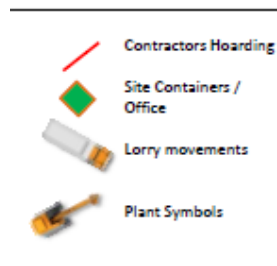 Contractors Hoarding
Site Containers /
Office
Lorry movements
Plant Symbols